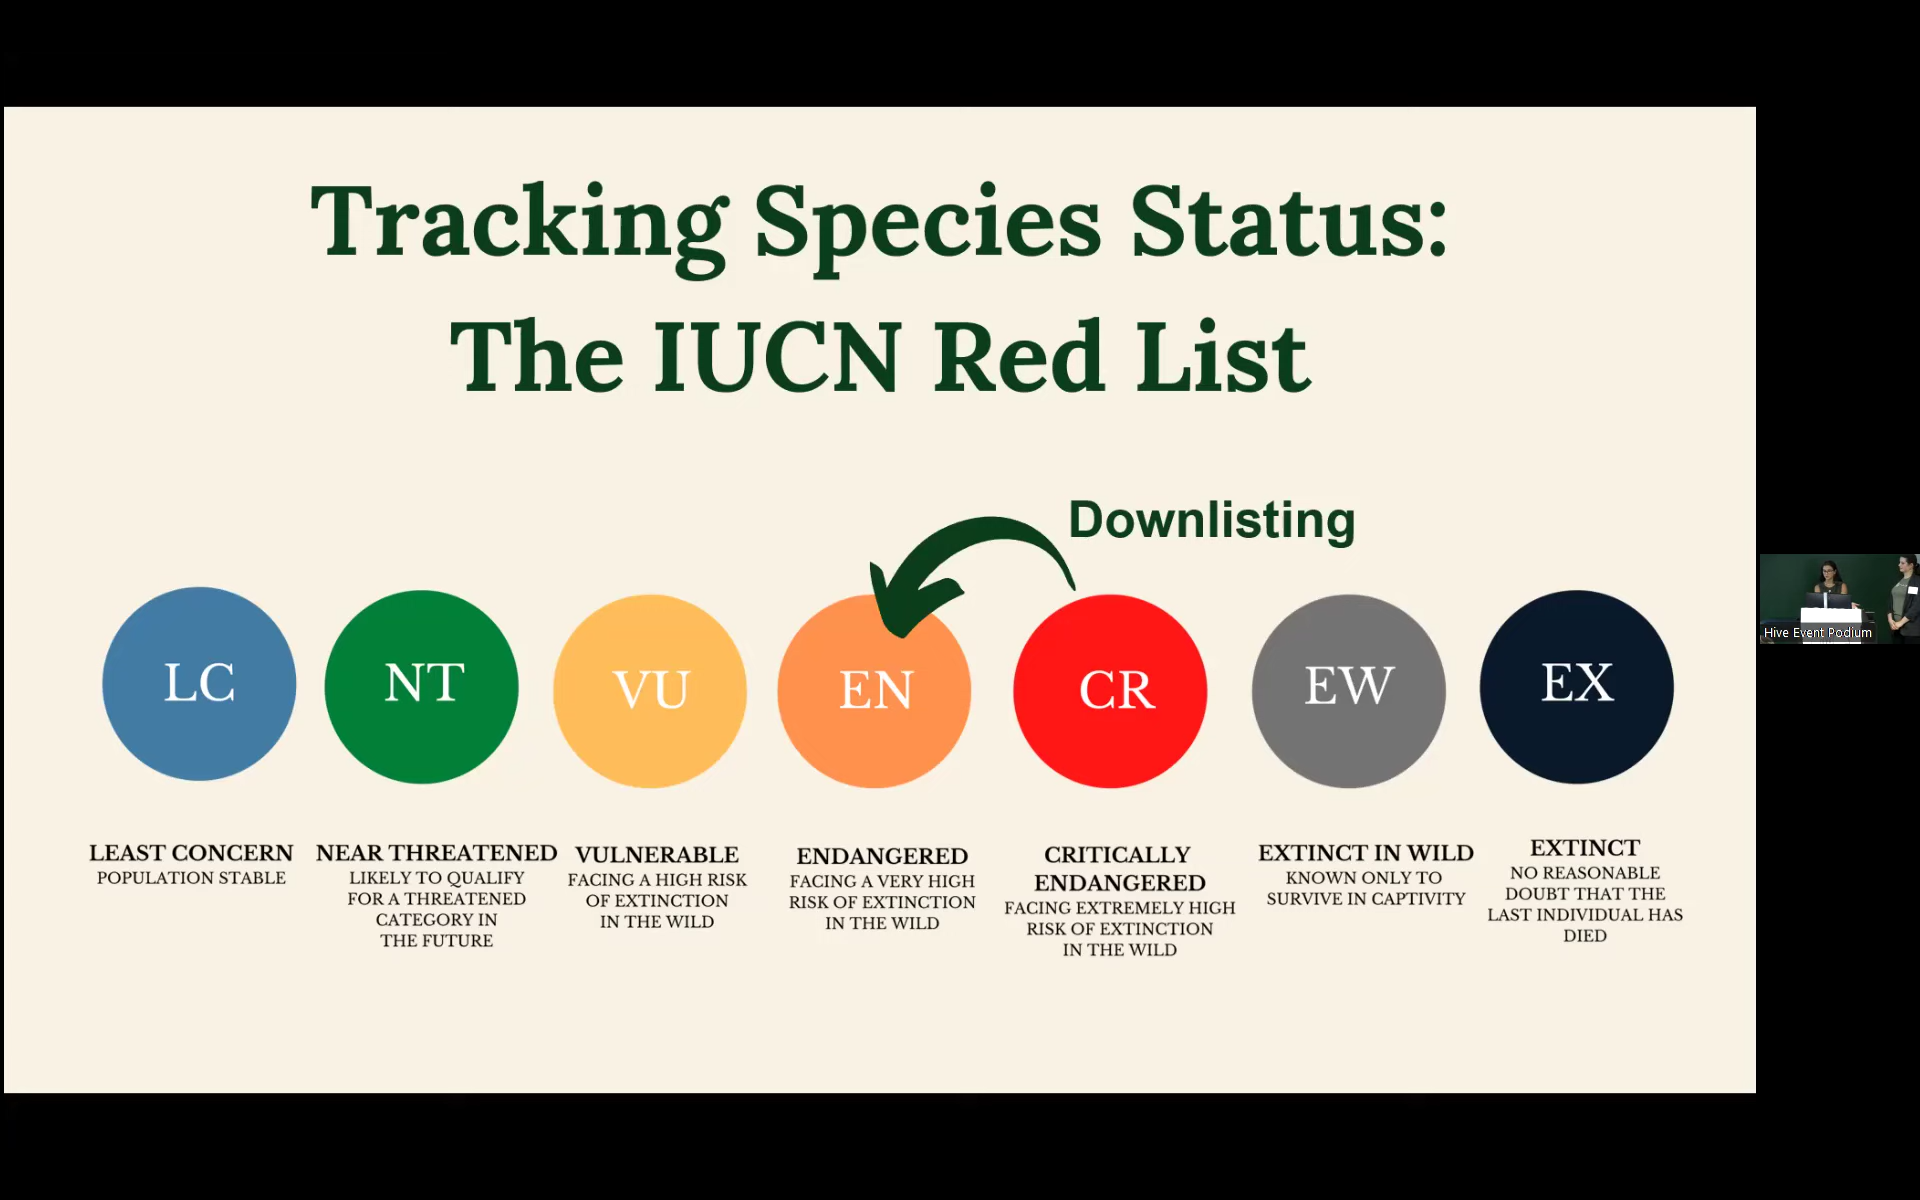 Tracking Species Status:
The IUCN Red List
Downlisting
LC
NT
VU
EN
CR
EW
EX
LEAST CONCERN
POPULATION STABLE
NEAR THREATENED
LIKELY TO QUALIFY
FOR A THREATENED
CATEGORY IN
THE FUTURE
VULNERABLE
FACING A HIGH RISK
OF EXTINCTION
IN THE WILD
ENDANGERED
FACING A VERY HIGH
RISK OF EXTINCTION
IN THE WILD
CRITICALLY
ENDANGERED
FACING EXTREMELY HIGH
RISK OF EXTINCTION
IN THE WILD
EXTINCT IN WILD
KNOWN ONLY TO
SURVIVE IN CAPTIVITY
EXTINCT
NO REASONABLE
DOUBT THAT THE
LAST INDIVIDUAL HAS
DIED
Hive Event Podium